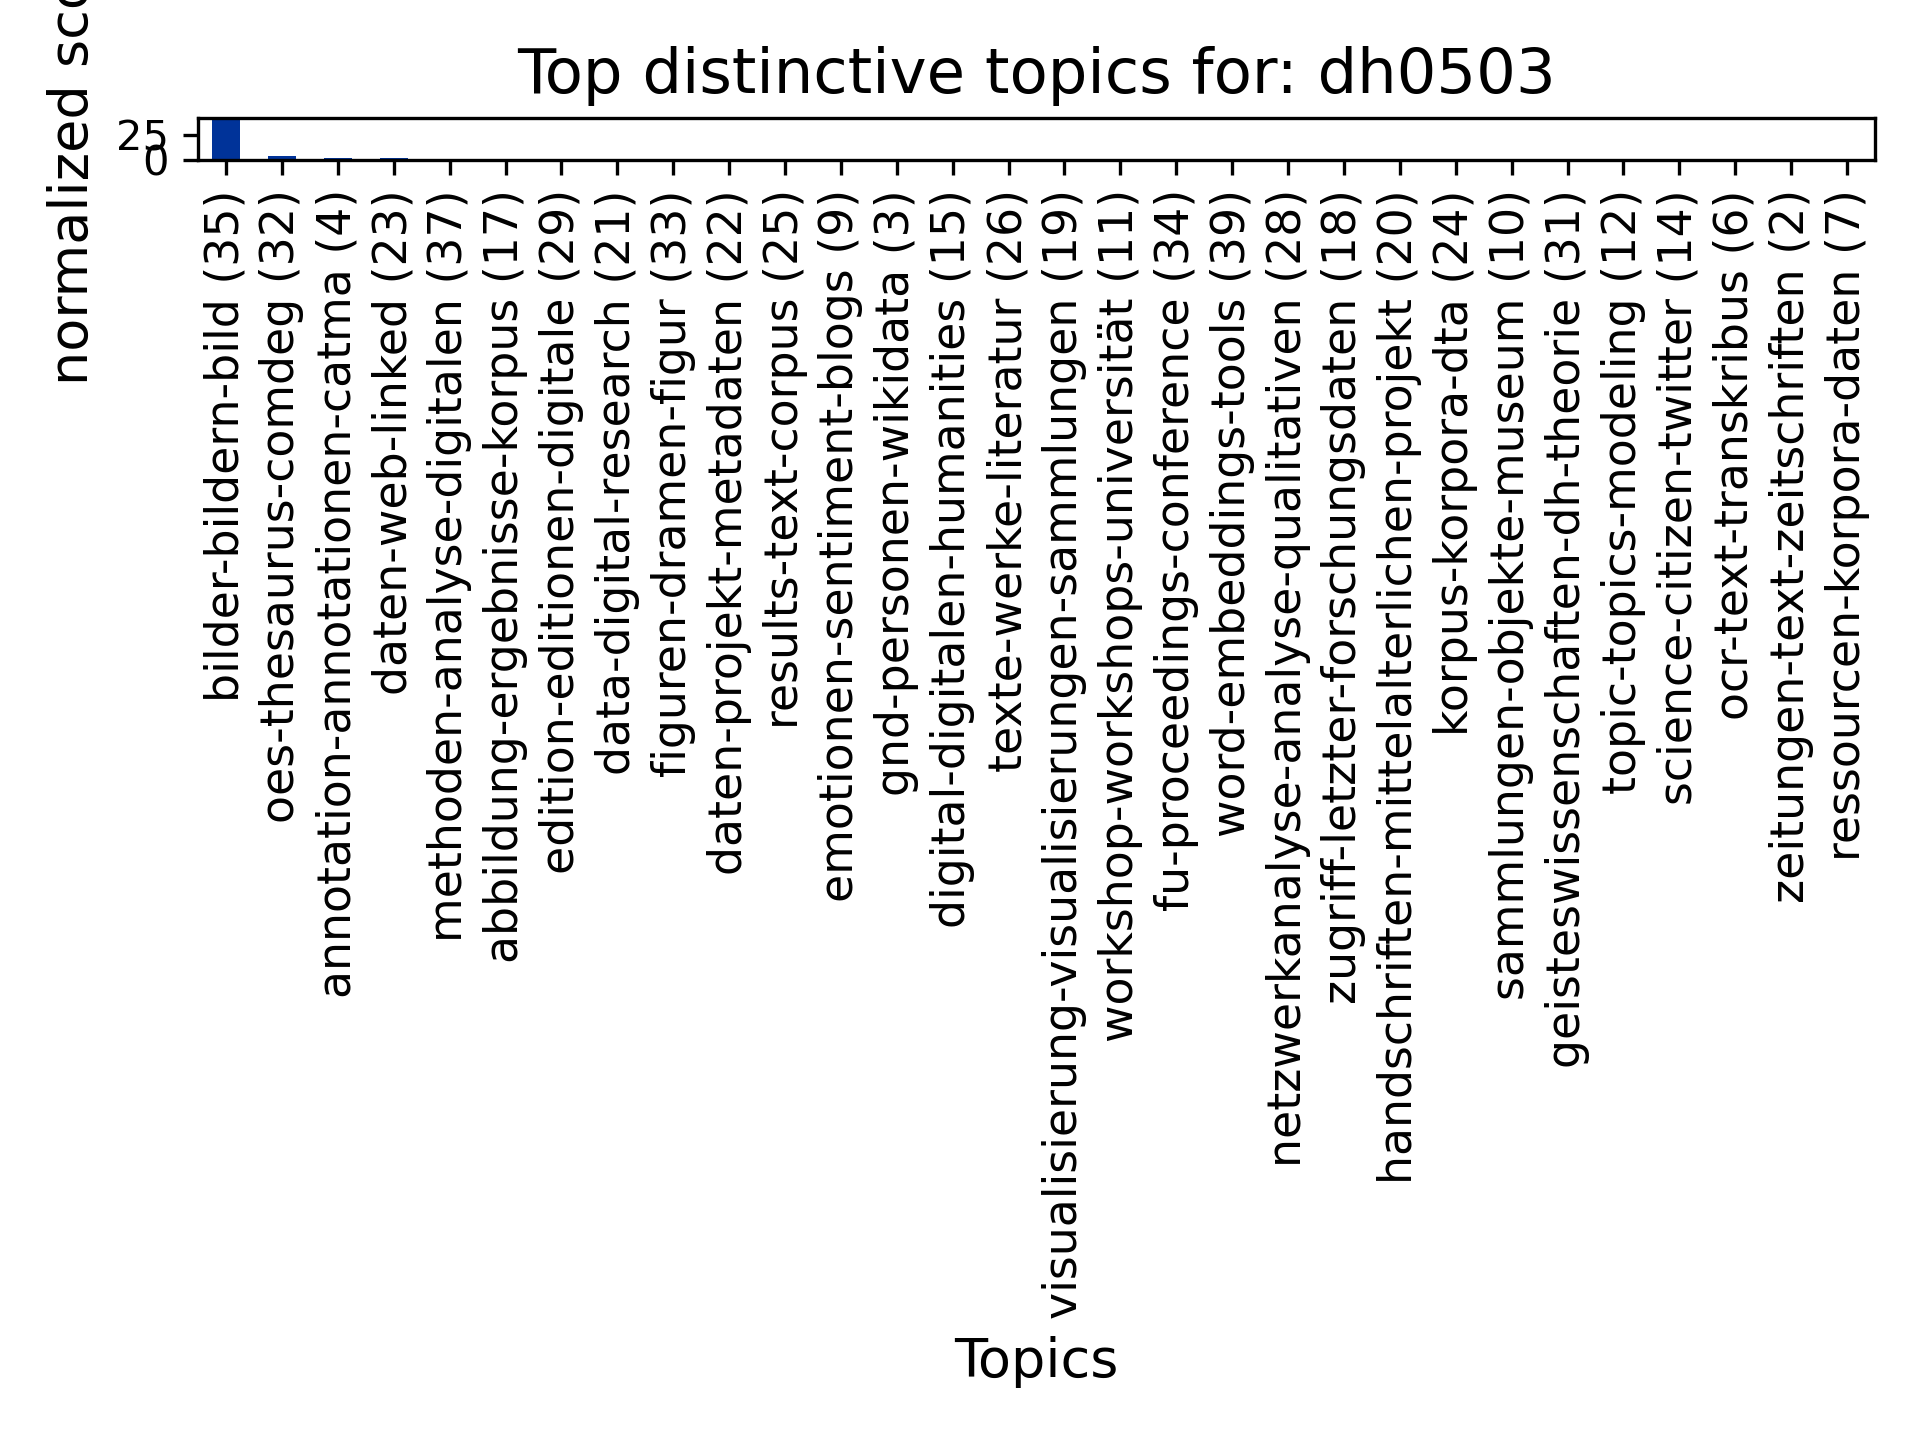 Top distinctive topics for: dh0503
normalized
25
0
bilder-bildern-bild (35)
oes-thesaurus-comdeg (32)
annotation-annotationen-catma (4)
daten-web-linked (23)
methoden-analyse-digitalen (37)
abbildung-ergebnisse-korpus (17)
edition-editionen-digitale (29)
data-digital-research (21)
figuren-dramen-figur (33)
daten-projekt-metadaten (22)
results-text-corpus (25)
emotionen-sentiment-blogs (9)
gnd-personen-wikidata (3)
digital-digitalen-humanities (15)
texte-werke-literatur (26)
visualisierung-visualisierungen-sammlungen (19)
workshop-workshops-universität (11)
fu-proceedings-conference (34)
word-embeddings-tools (39)
netzwerkanalyse-analyse-qualitativen (28)
zugriff-letzter-forschungsdaten (18)
handschriften-mittelalterlichen-projekt (20)
korpus-korpora-dta (24)
sammlungen-objekte-museum (10)
geisteswissenschaften-dh-theorie (31)
topic-topics-modeling (12)
science-citizen-twitter (14)
ocr-text-transkribus (6)
zeitungen-text-zeitschriften (2)
ressourcen-korpora-daten (7)
Topics